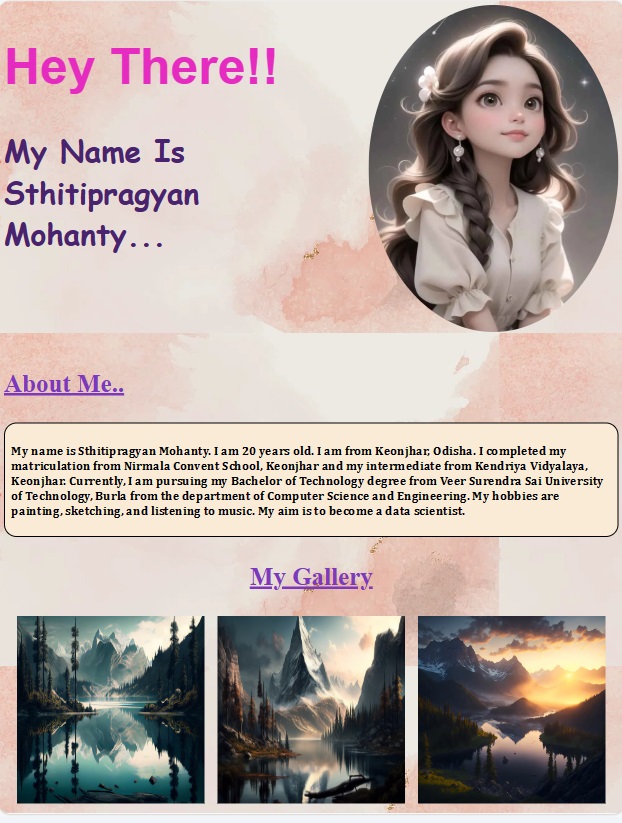 Hey There!!
My Name Is
Sthitipragyan
Mohanty...
About Me..
My name is Sthitipragyan Mohanty. I am 20 years old. I am from Keonjhar, Odisha. I completed my
matriculation from Nirmala Convent School, Keonjhar and my intermediate from Kendriya Vidyalaya,
Keonjhar. Currently, I am pursuing my Bachelor of Technology degree from Veer Surendra Sai University
of Technology, Burla from the department of Computer Science and Engineering. My hobbies are
painting, sketching, and listening to music. My aim is to become a data scientist.
My Gallery